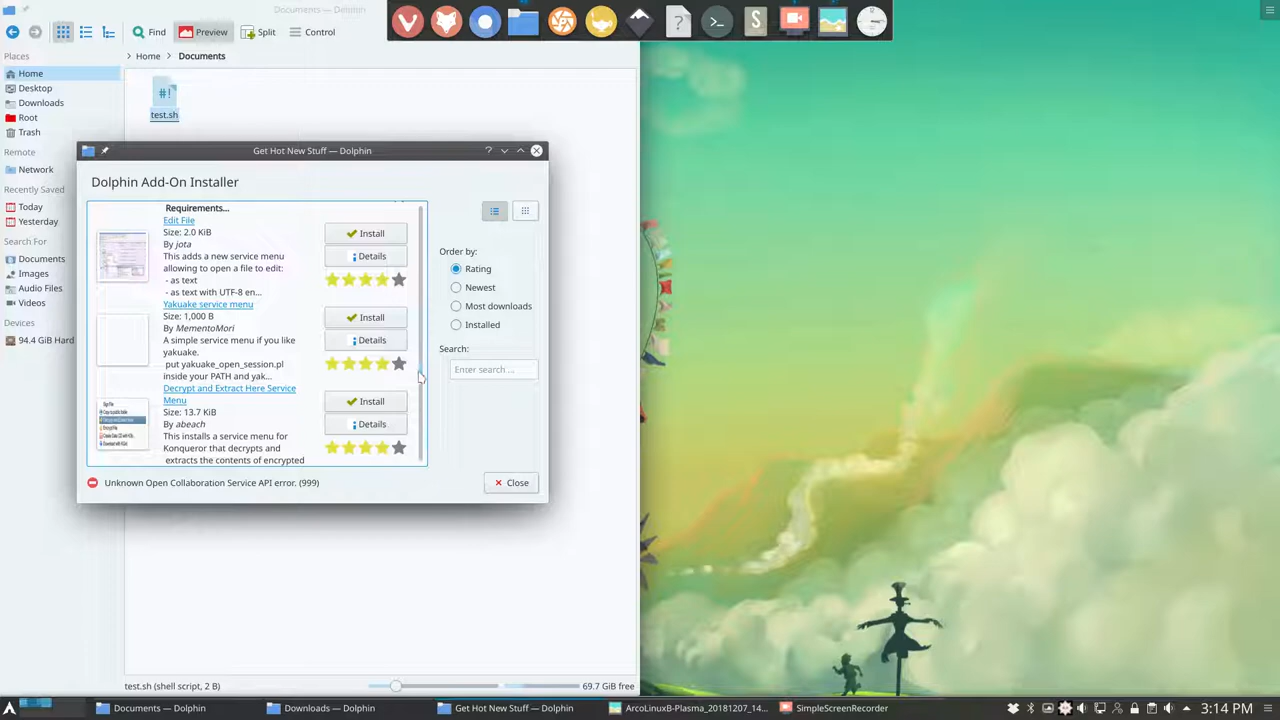 Documents — Dolphin
Find
Preview
Split
Control
Places
Home
Desktop
Downloads
Root
Trash
Remote
Network
Recently Saved
Today
Yesterday
Search For
Documents
Images
Audio Files
Videos
Devices
94.4 GiB Hard
Home
Documents
#!
test.sh
Get Hot New Stuff — Dolphin
Dolphin Add-On Installer
Requirements...
Edit File
Size: 2.0 KiB
By jota
This adds a new service menu
allowing to open a file to edit:
- as text
- as text with UTF-8 en...
Install
Details
Yakuake service menu
Size: 1,000 B
By MementoMori
A simple service menu if you like
yakuake.
put yakuake_open_session.pl
inside your PATH and yak...
Install
Details
Decrypt and Extract Here Service
Menu
Size: 13.7 KiB
By abeach
This installs a service menu for
Konqueror that decrypts and
extracts the contents of encrypted
Install
Details
Order by:
Rating
Newest
Most downloads
Installed
Search:
Enter search ...
Unknown Open Collaboration Service API error. (999)
Close
test.sh (shell script, 2 B)
69.7 GiB free
Documents — Dolphin
Downloads — Dolphin
Get Hot New Stuff — Dolphin
ArcoLinuxB-Plasma_20181207_14...
SimpleScreenRecorder
3:14 PM